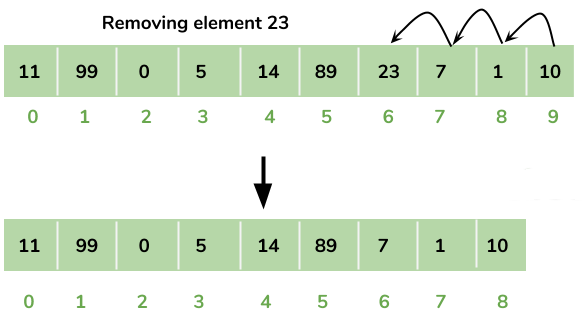 Removing element 23
11 99 0 5 14 89 23 7 1 10
0 1 2 3 4 5 6 7 8 9
11 99 0 5 14 89 7 1 10
0 1 2 3 4 5 6 7 8